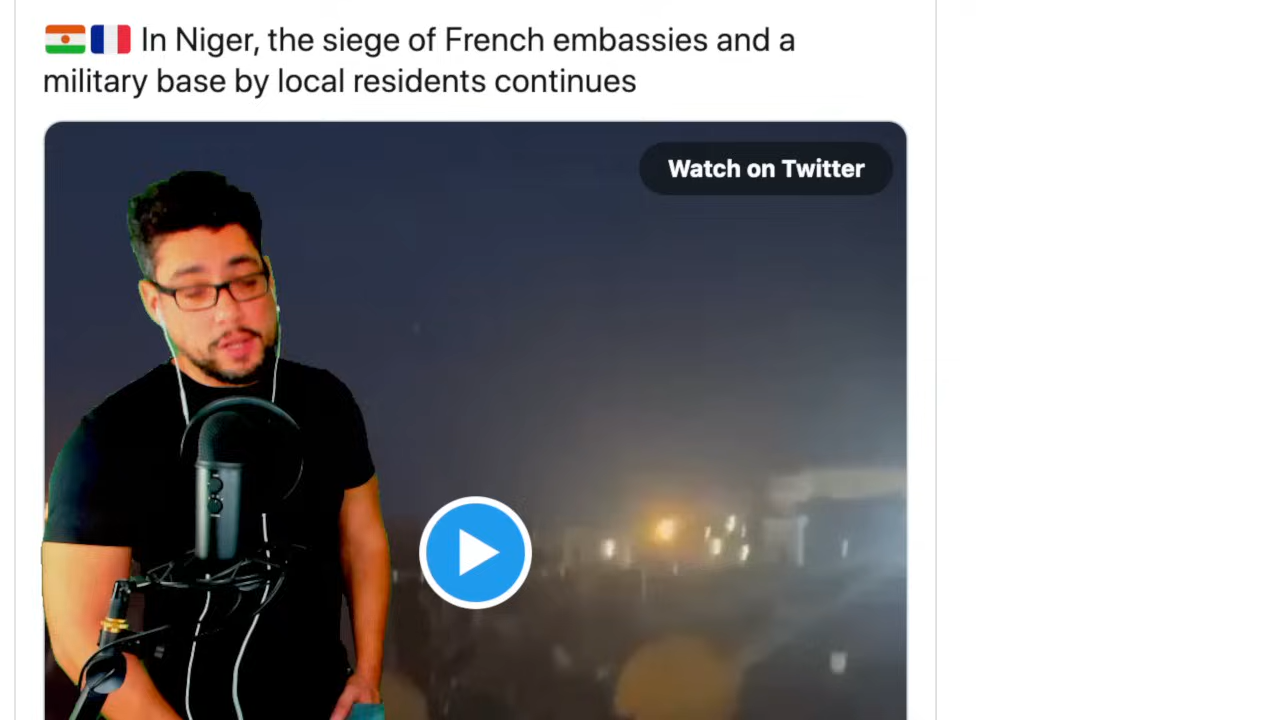 🇳🇪🇫🇷 In Niger, the siege of French embassies and a
military base by local residents continues
Watch on Twitter